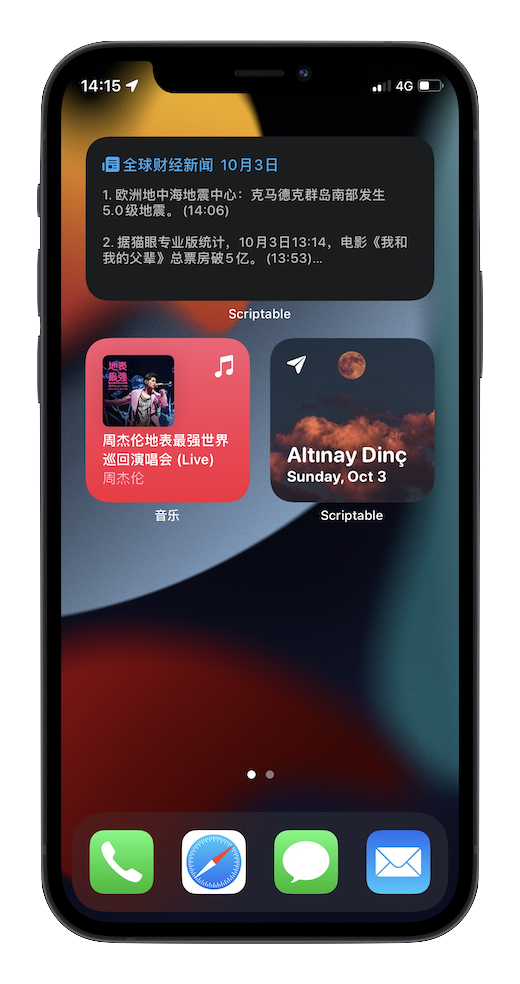 14:15
4G
全球财经新闻 10月3日
1. 欧洲地中海地震中心：克马德克群岛南部发生
5.0级地震。 (14:06)
2. 据猫眼专业版统计，10月3日13:14，电影《我和
我的父辈》总票房破5亿。 (13:53)...
Scriptable
地表
最强
周杰伦地表最强世界
巡回演唱会 (Live)
周杰伦
音乐
Altınay Dinç
Sunday, Oct 3
Scriptable